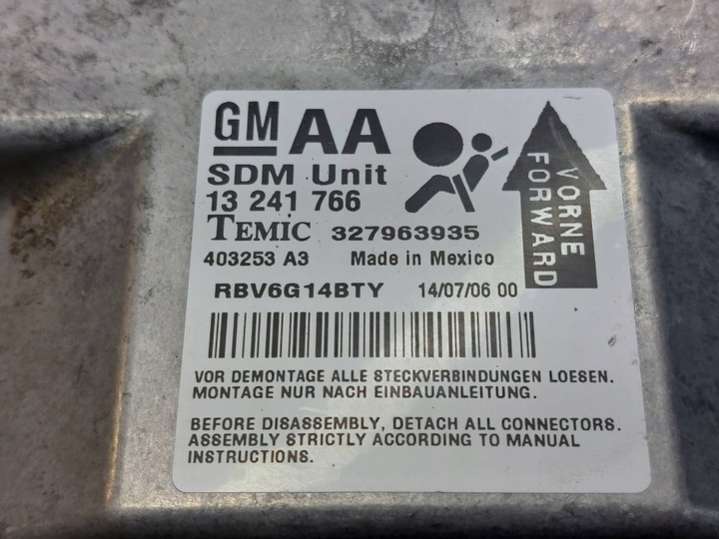 GM AA
SDM Unit
13 241 766
TEMIC 327963935
403253 A3 Made in Mexico
RBV6G14BTY 14/07/06 00
VORNE
FORWARD
VOR DEMONTAGE ALLE STECKVERBINDUNGEN LOESEN.
MONTAGE NUR NACH EINBAUANLEITUNG.
BEFORE DISASSEMBLY, DETACH ALL CONNECTORS.
ASSEMBLY STRICTLY ACCORDING TO MANUAL
INSTRUCTIONS.